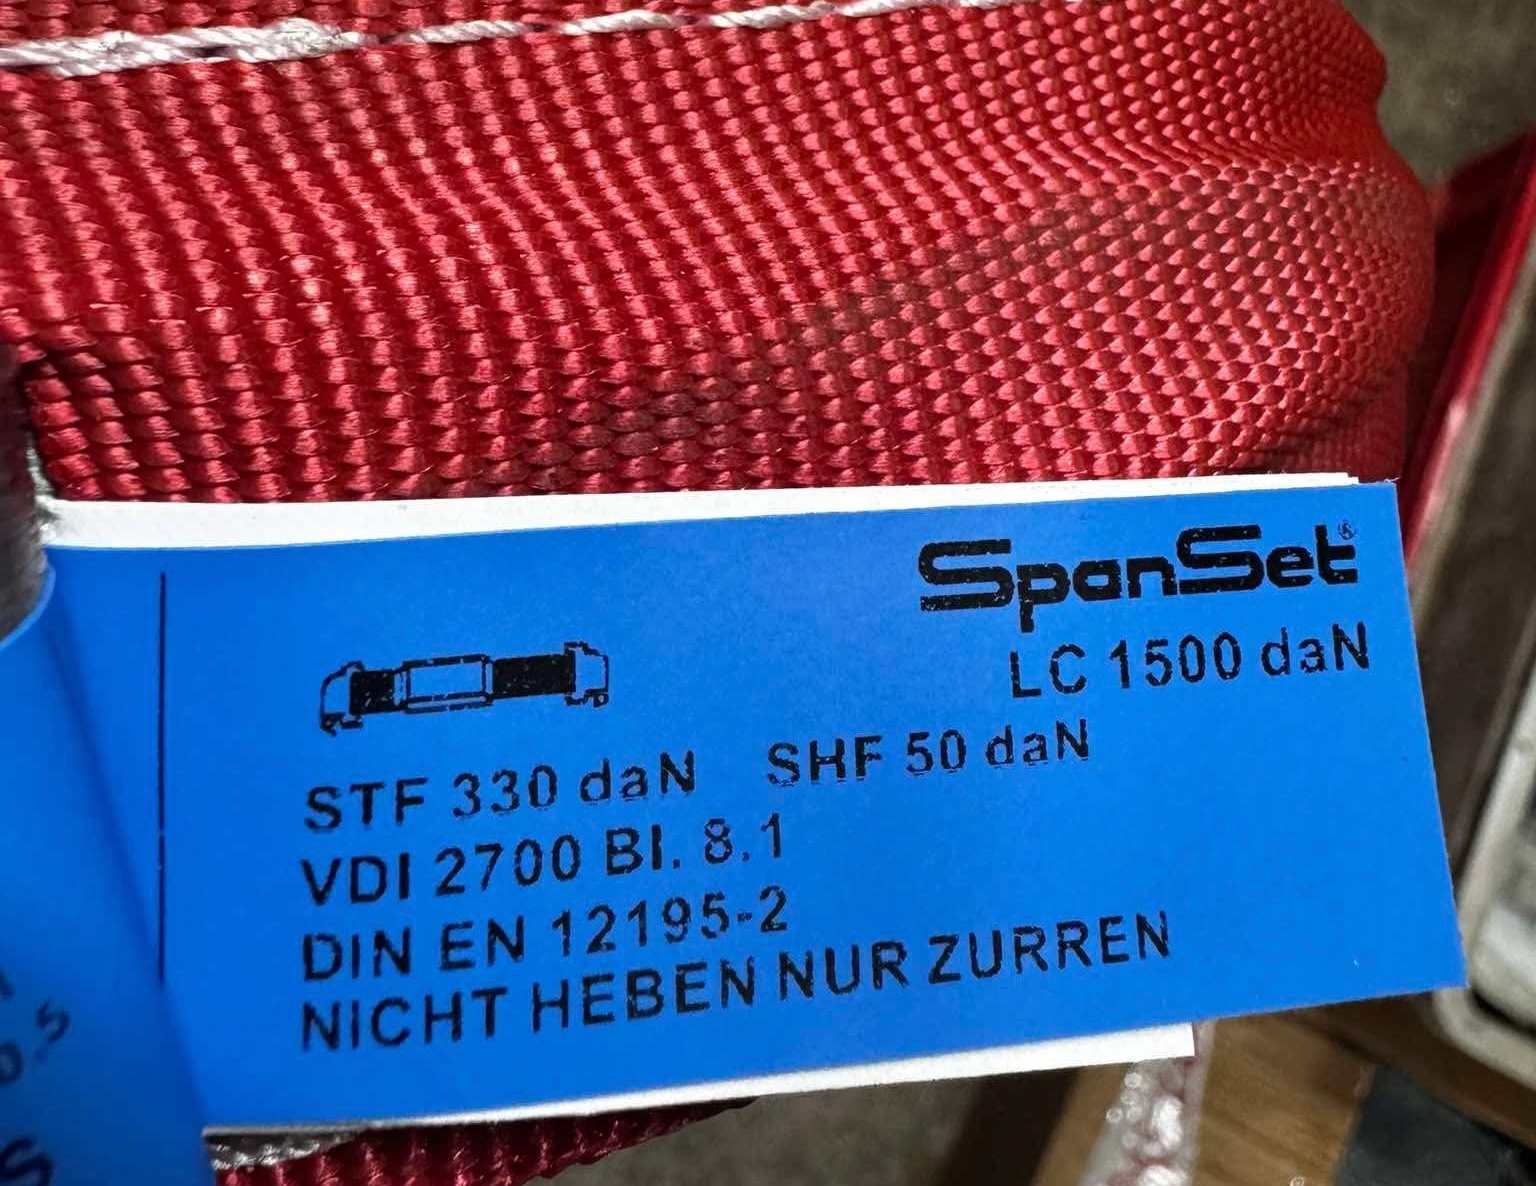 SpanSet®
LC 1500 daN
STF 330 daN SHF 50 daN
VDI 2700 Bl. 8.1
DIN EN 12195-2
NICHT HEBEN NUR ZURREN